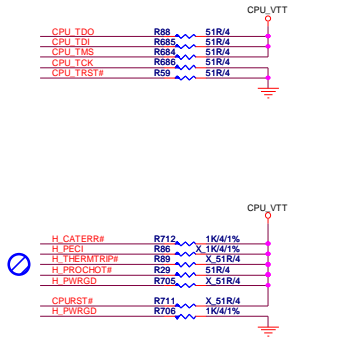 CPU_VTT
CPU_TDO R88 51R/4
CPU_TDI R685 51R/4
CPU_TMS R684 51R/4
CPU_TCK R686 51R/4
CPU_TRST# R59 51R/4
CPU_VTT
H_CATERR# R712 1K/4/1%
H_PECI R86 X_1K/4/1%
H_THERMTRIP# R89 X_51R/4
H_PROCHOT# R29 51R/4
H_PWRGD R705 X_51R/4
CPURST# R711 X_51R/4
H_PWRGD R706 1K/4/1%